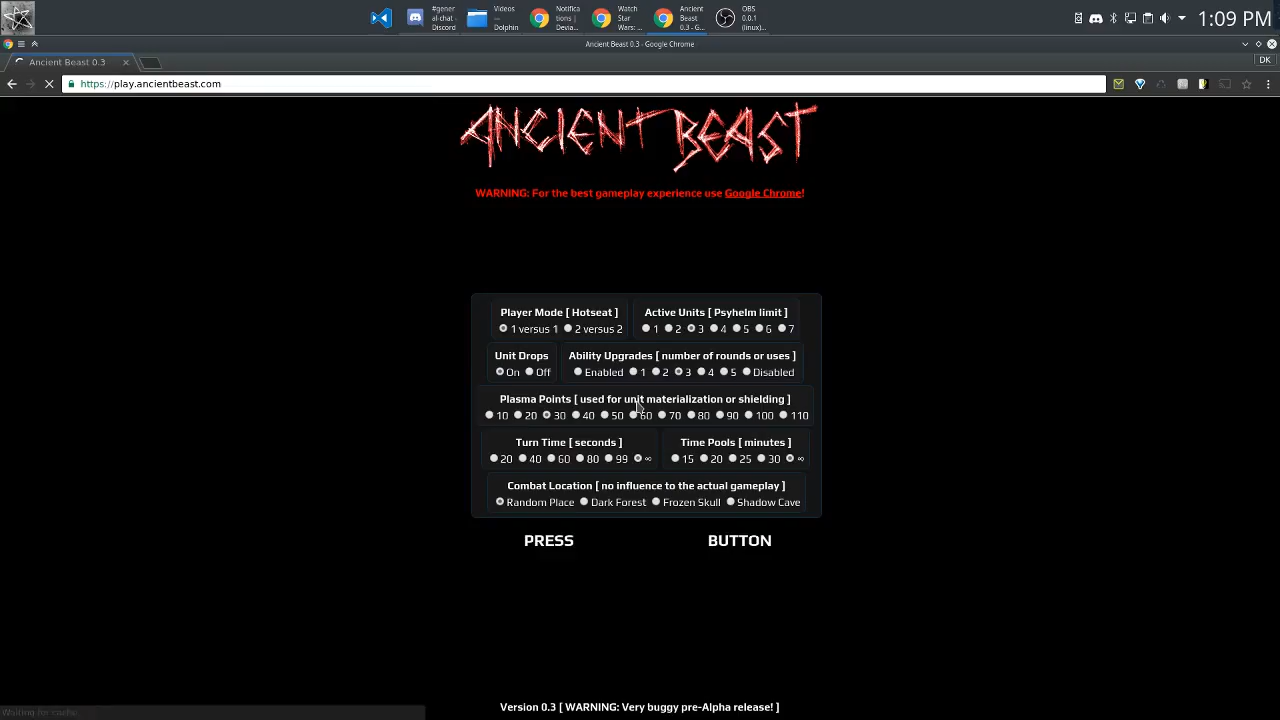 #gener
al-chat -
Discord
Videos
—
Dolphin
Notifica
tions |
Devia...
Watch
Star
Wars: ...
Ancient
Beast
0.3 - G...
OBS
0.0.1
(linux)...
1:09 PM
Ancient Beast 0.3 - Google Chrome
Ancient Beast 0.3
DK
https://play.ancientbeast.com
ANCIENT BEAST
WARNING: For the best gameplay experience use Google Chrome!
Player Mode [ Hotseat ]
1 versus 1 2 versus 2
Active Units [ Psyhelm limit ]
1 2 3 4 5 6 7
Unit Drops
On Off
Ability Upgrades [ number of rounds or uses ]
Enabled 1 2 3 4 5 Disabled
Plasma Points [ used for unit materialization or shielding ]
10 20 30 40 50 60 70 80 90 100 110
Turn Time [ seconds ]
20 40 60 80 99 ∞
Time Pools [ minutes ]
15 20 25 30 ∞
Combat Location [ no influence to the actual gameplay ]
Random Place Dark Forest Frozen Skull Shadow Cave
PRESS BUTTON
Version 0.3 [ WARNING: Very buggy pre-Alpha release! ]